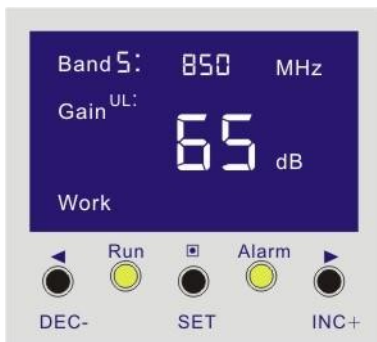 Band 5: 850 MHz
Gain UL: 65 dB
Work
Run Alarm
DEC- SET INC+